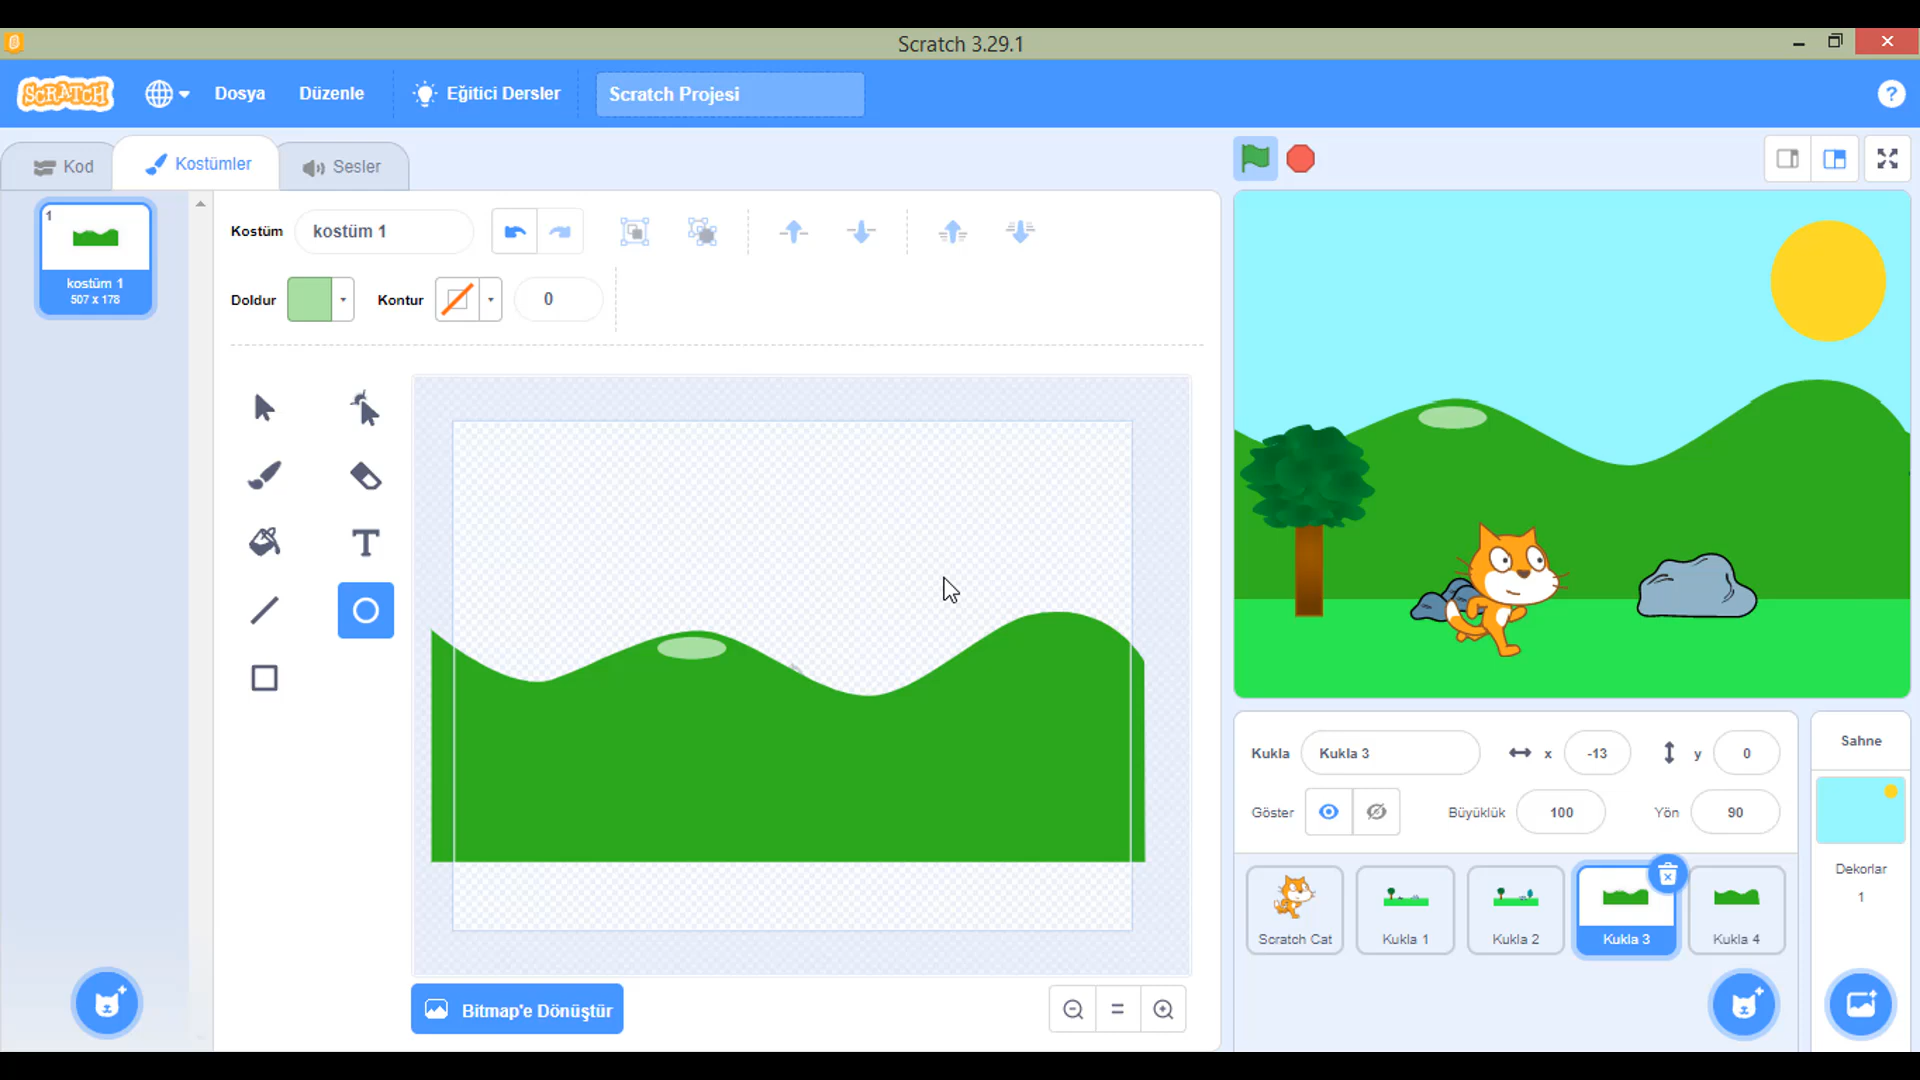 Scratch 3.29.1
SCRATCH
Dosya
Düzenle
Eğitici Dersler
Scratch Projesi
?
Kod
Kostümler
Sesler
1
kostüm 1
507 x 178
Kostüm
kostüm 1
Doldur
Kontur
0
T
Bitmap'e Dönüştür
Kukla
Kukla 3
x
-13
y
0
Göster
Büyüklük
100
Yön
90
Scratch Cat
Kukla 1
Kukla 2
Kukla 3
Kukla 4
Sahne
Dekorlar
1